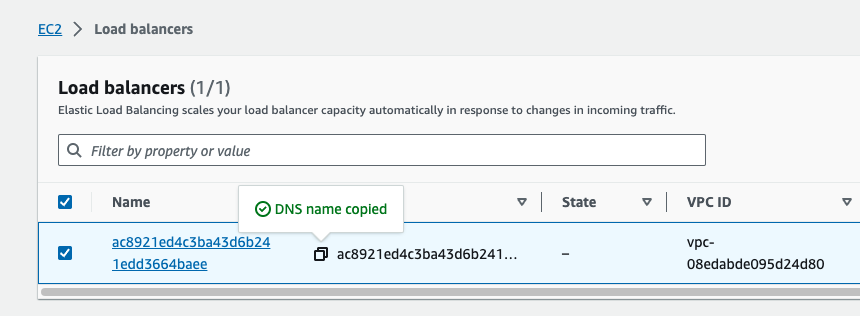 EC2 > Load balancers
Load balancers (1/1)
Elastic Load Balancing scales your load balancer capacity automatically in response to changes in incoming traffic.
Filter by property or value
DNS name copied
Name State VPC ID
ac8921ed4c3ba43d6b24
1edd3664baee
ac8921ed4c3ba43d6b241...
–
vpc-
08edabde095d24d80